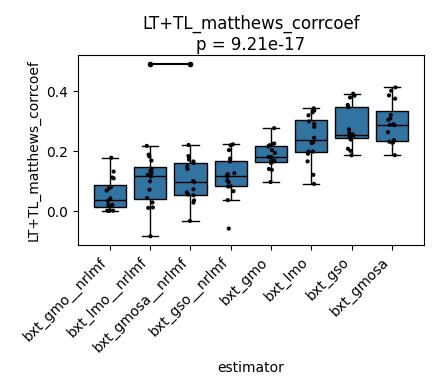 LT+TL_matthews_corrcoef
p = 9.21e-17
LT+TL_matthews_corrcoef
0.4
0.2
0.0
bxt_gmo__nrlmf
bxt_lmo__nrlmf
bxt_gmosa__nrlmf
bxt_gso__nrlmf
bxt_gmo
bxt_lmo
bxt_gso
bxt_gmosa
estimator